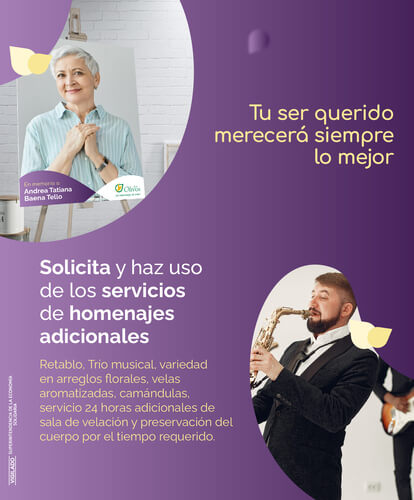 Tu ser querido
merecerá siempre
lo mejor
En memoria a:
Andrea Tatiana
Baena Tello
Olivos
Solicita y haz uso
de los servicios
de homenajes
adicionales
Retablo, Trío musical, variedad
en arreglos florales, velas
aromatizadas, camándulas,
servicio 24 horas adicionales de
sala de velación y preservación del
cuerpo por el tiempo requerido.
VIGILADO SUPERINTENDENCIA DE LA ECONOMÍA
SOLIDARIA